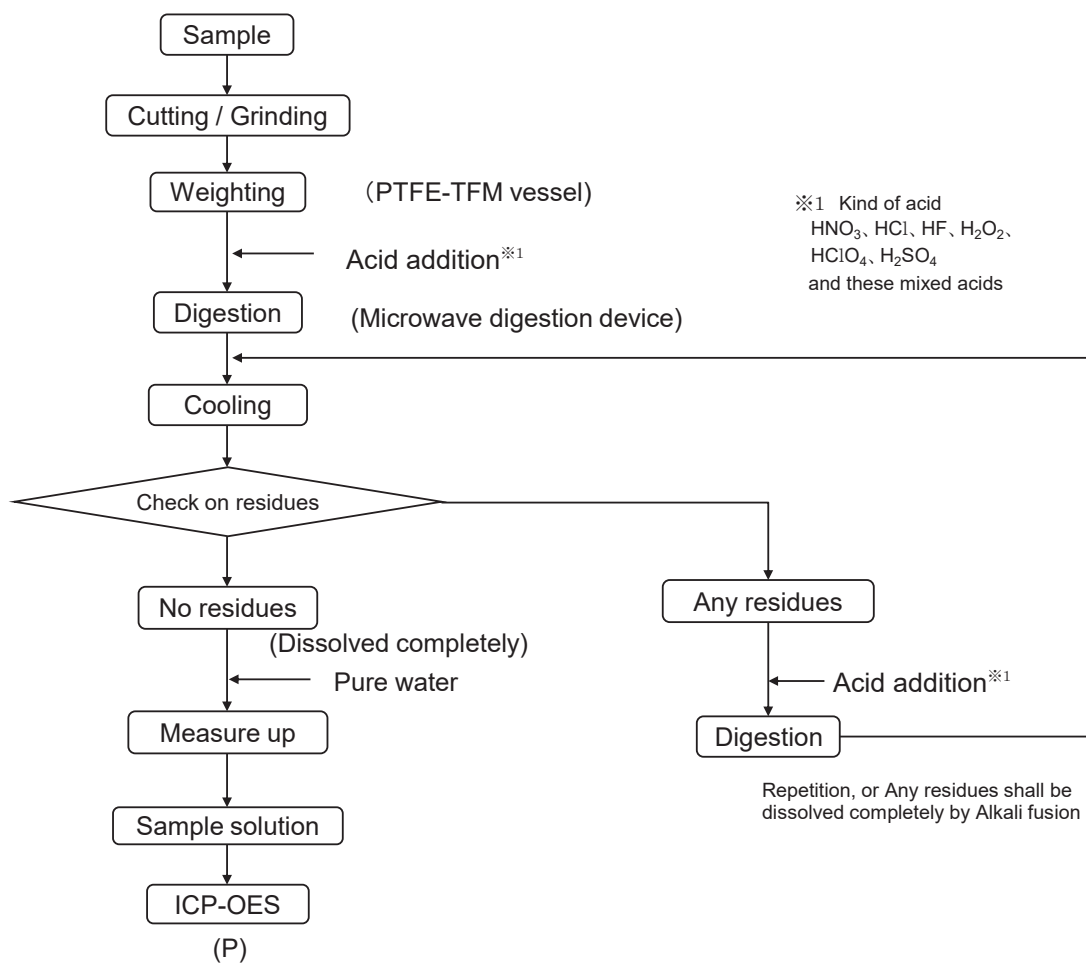 Sample
Cutting / Grinding
Weighting
（PTFE-TFM vessel)
※1 Kind of acid
HNO₃、HCl、HF、H₂O₂、
HClO₄、H₂SO₄
and these mixed acids
Acid addition※1
Digestion
(Microwave digestion device)
Cooling
Check on residues
No residues
(Dissolved completely)
Pure water
Measure up
Sample solution
ICP-OES
(P)
Any residues
Acid addition※1
Digestion
Repetition, or Any residues shall be
dissolved completely by Alkali fusion